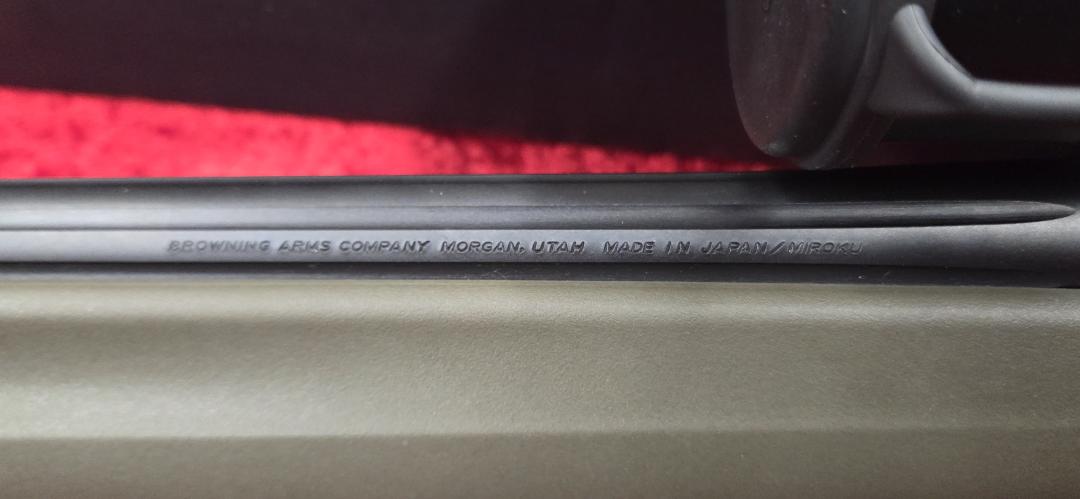 BROWNING ARMS COMPANY MORGAN, UTAH MADE IN JAPAN/MIROKU